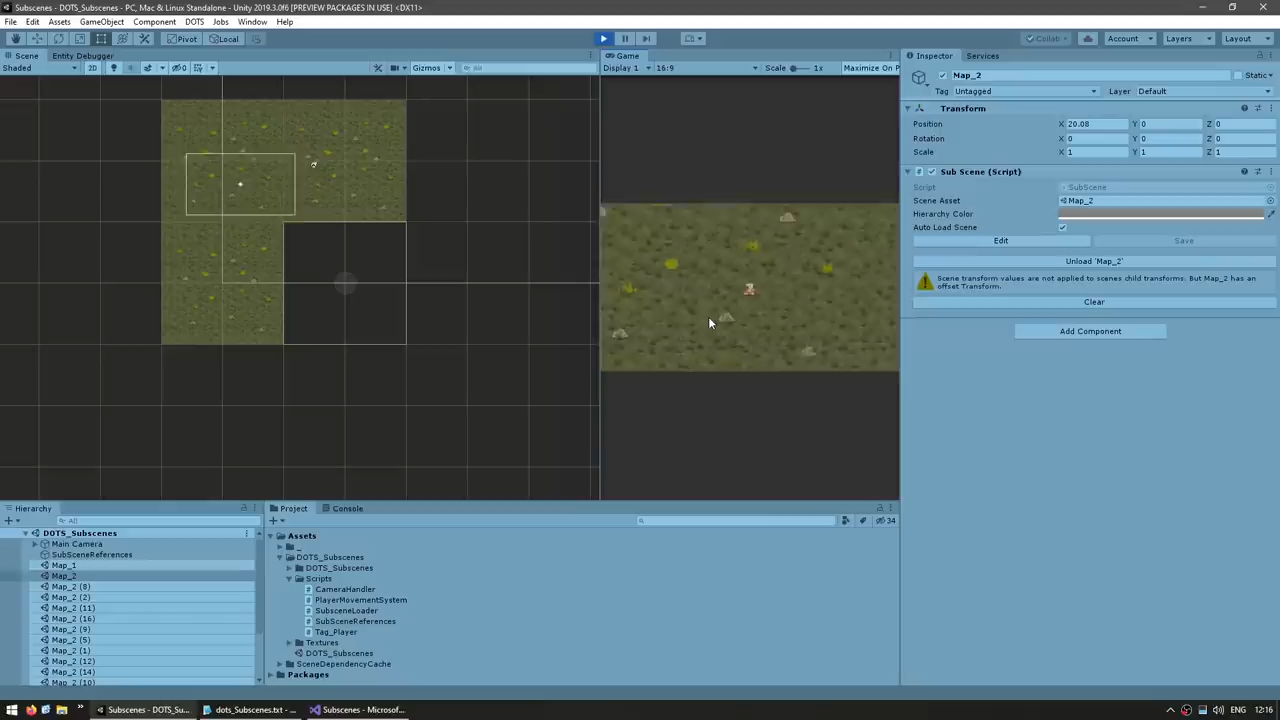 Subscenes - DOTS_Subscenes - PC, Mac & Linux Standalone - Unity 2019.3.0f6 [PREVIEW PACKAGES IN USE] <DX11>
File Edit Assets GameObject Component DOTS Jobs Window Help
Pivot Local Collab Account Layers Layout
Scene Entity Debugger
Shaded 2D 0 Gizmos All
Game
Display 1 16:9 Scale 1x Maximize On P
Inspector Services
Map_2 Static
Tag Untagged Layer Default
Transform
Position X 20.08 Y 0 Z 0
Rotation X 0 Y 0 Z 0
Scale X 1 Y 1 Z 1
Sub Scene (Script)
Script SubScene
Scene Asset Map_2
Hierarchy Color
Auto Load Scene
Edit Save
Unload 'Map_2'
Scene transform values are not applied to scenes child transforms. But Map_2 has an
offset Transform.
Clear
Add Component
Hierarchy
All
DOTS_Subscenes
Main Camera
SubSceneReferences
Map_1
Map_2
Map_2 (8)
Map_2 (2)
Map_2 (11)
Map_2 (16)
Map_2 (9)
Map_2 (5)
Map_2 (1)
Map_2 (12)
Map_2 (14)
Map_2 (10)
Project Console
34
Assets
_
DOTS_Subscenes
DOTS_Subscenes
Scripts
CameraHandler
PlayerMovementSystem
SubsceneLoader
SubSceneReferences
Tag_Player
Textures
DOTS_Subscenes
SceneDependencyCache
Packages
Subscenes - DOTS_Su... dots_Subscenes.txt - ... Subscenes - Microsof... ENG 12:16